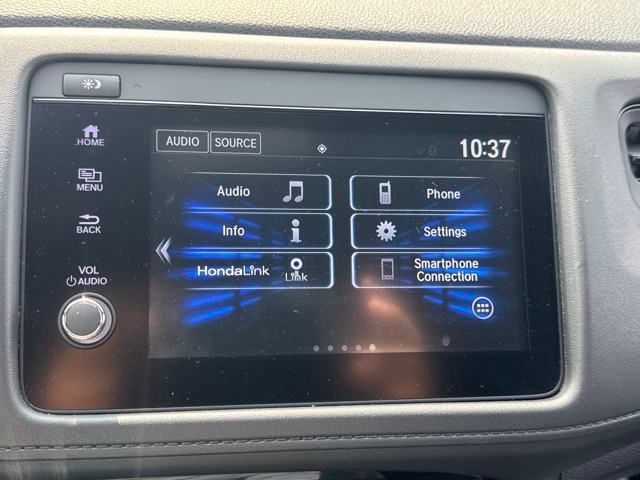 HOME
MENU
BACK
VOL
AUDIO
AUDIO SOURCE
10:37
Audio
Phone
Info
Settings
HondaLink
Link
Smartphone
Connection